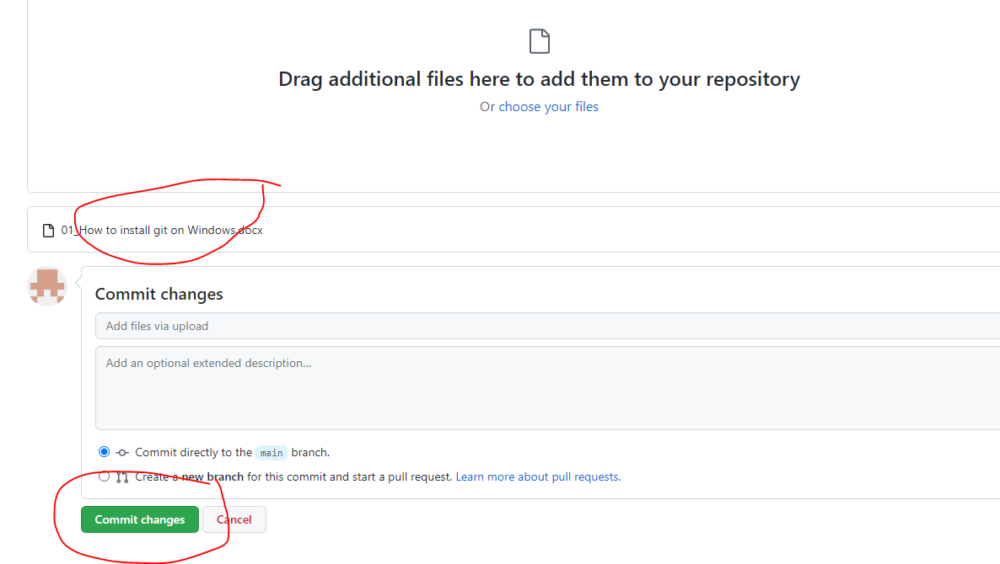 Drag additional files here to add them to your repository
Or choose your files
01_How to install git on Windows.docx
Commit changes
Add files via upload
Add an optional extended description...
Commit directly to the main branch.
Create a new branch for this commit and start a pull request. Learn more about pull requests.
Commit changes Cancel